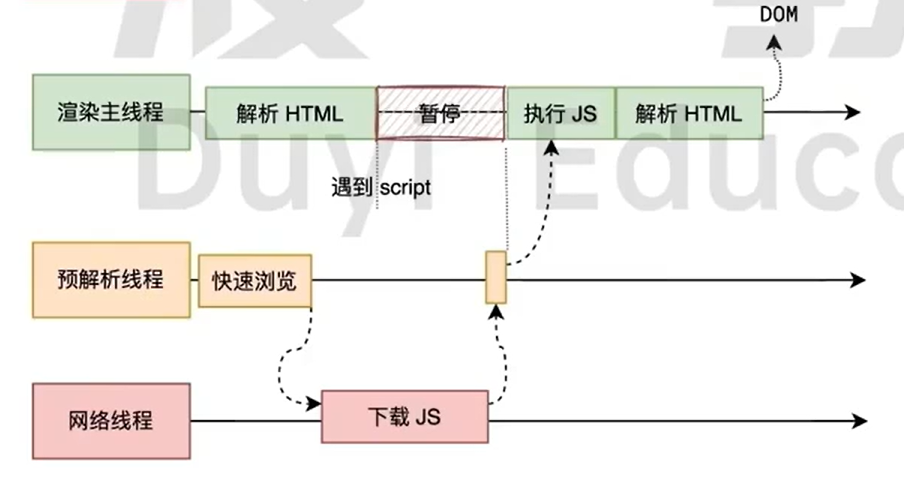 DOM
渲染主线程
解析 HTML
暂停
执行 JS
解析 HTML
遇到 script
预解析线程
快速浏览
网络线程
下载 JS
Duyi Educa